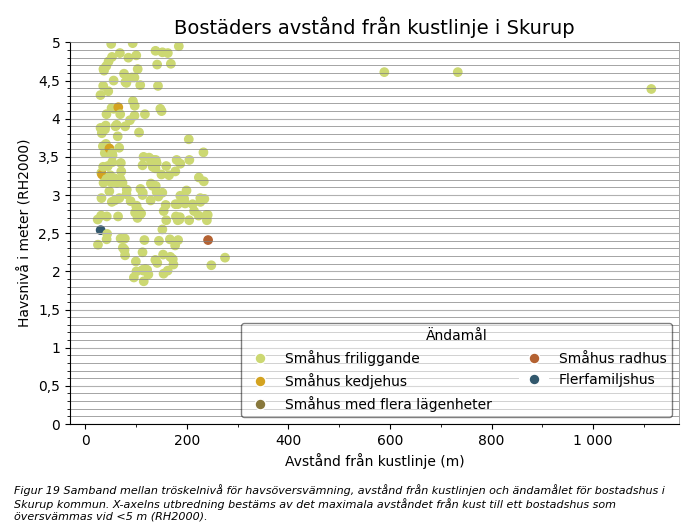 Bostäders avstånd från kustlinje i Skurup
Havsnivå i meter (RH2000)
5
4,5
4
3,5
3
2,5
2
1,5
1
0,5
0
Ändamål
Småhus friliggande
Småhus kedjehus
Småhus med flera lägenheter
Småhus radhus
Flerfamiljshus
0 200 400 600 800 1 000
Avstånd från kustlinje (m)
Figur 19 Samband mellan tröskelnivå för havsöversvämning, avstånd från kustlinjen och ändamålet för bostadshus i
Skurup kommun. X-axelns utbredning bestäms av det maximala avståndet från kust till ett bostadshus som
översvämmas vid <5 m (RH2000).